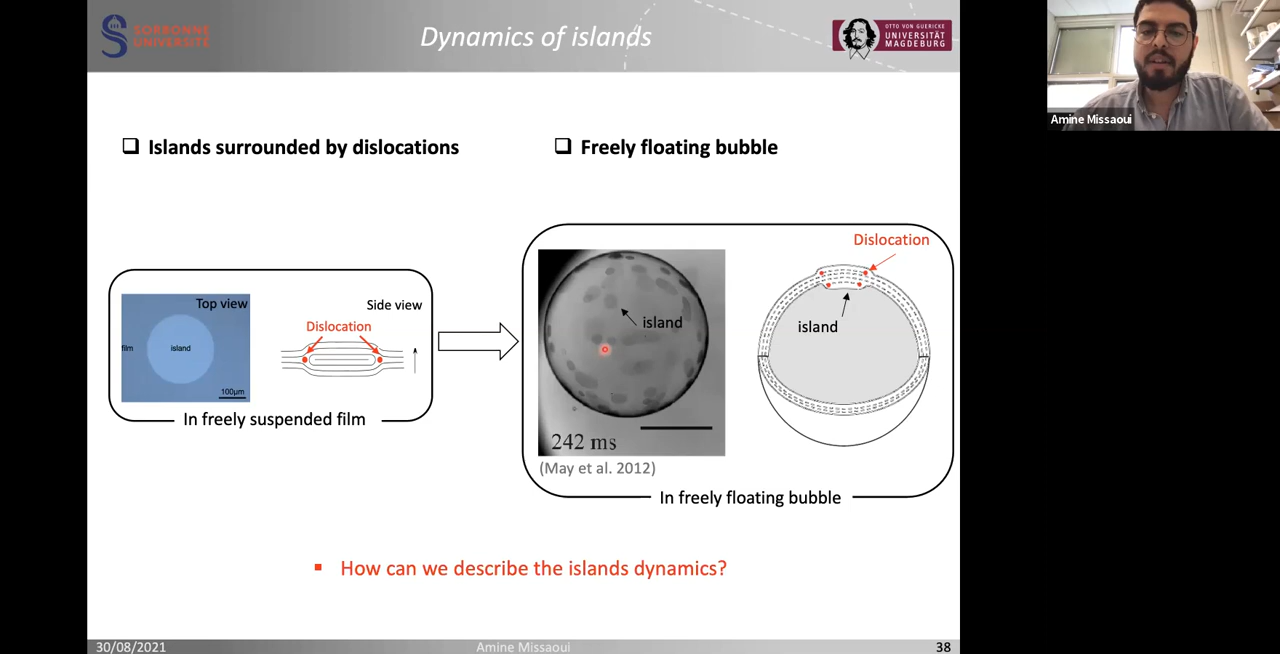 SORBONNE
UNIVERSITÉ
Dynamics of islands
OTTO VON GUERICKE
UNIVERSITÄT
MAGDEBURG
Amine Missaoui
Islands surrounded by dislocations
Freely floating bubble
Top view
film
island
100µm
Side view
Dislocation
In freely suspended film
island
242 ms
(May et al. 2012)
Dislocation
island
In freely floating bubble
How can we describe the islands dynamics?
30/08/2021
Amine Missaoui
38